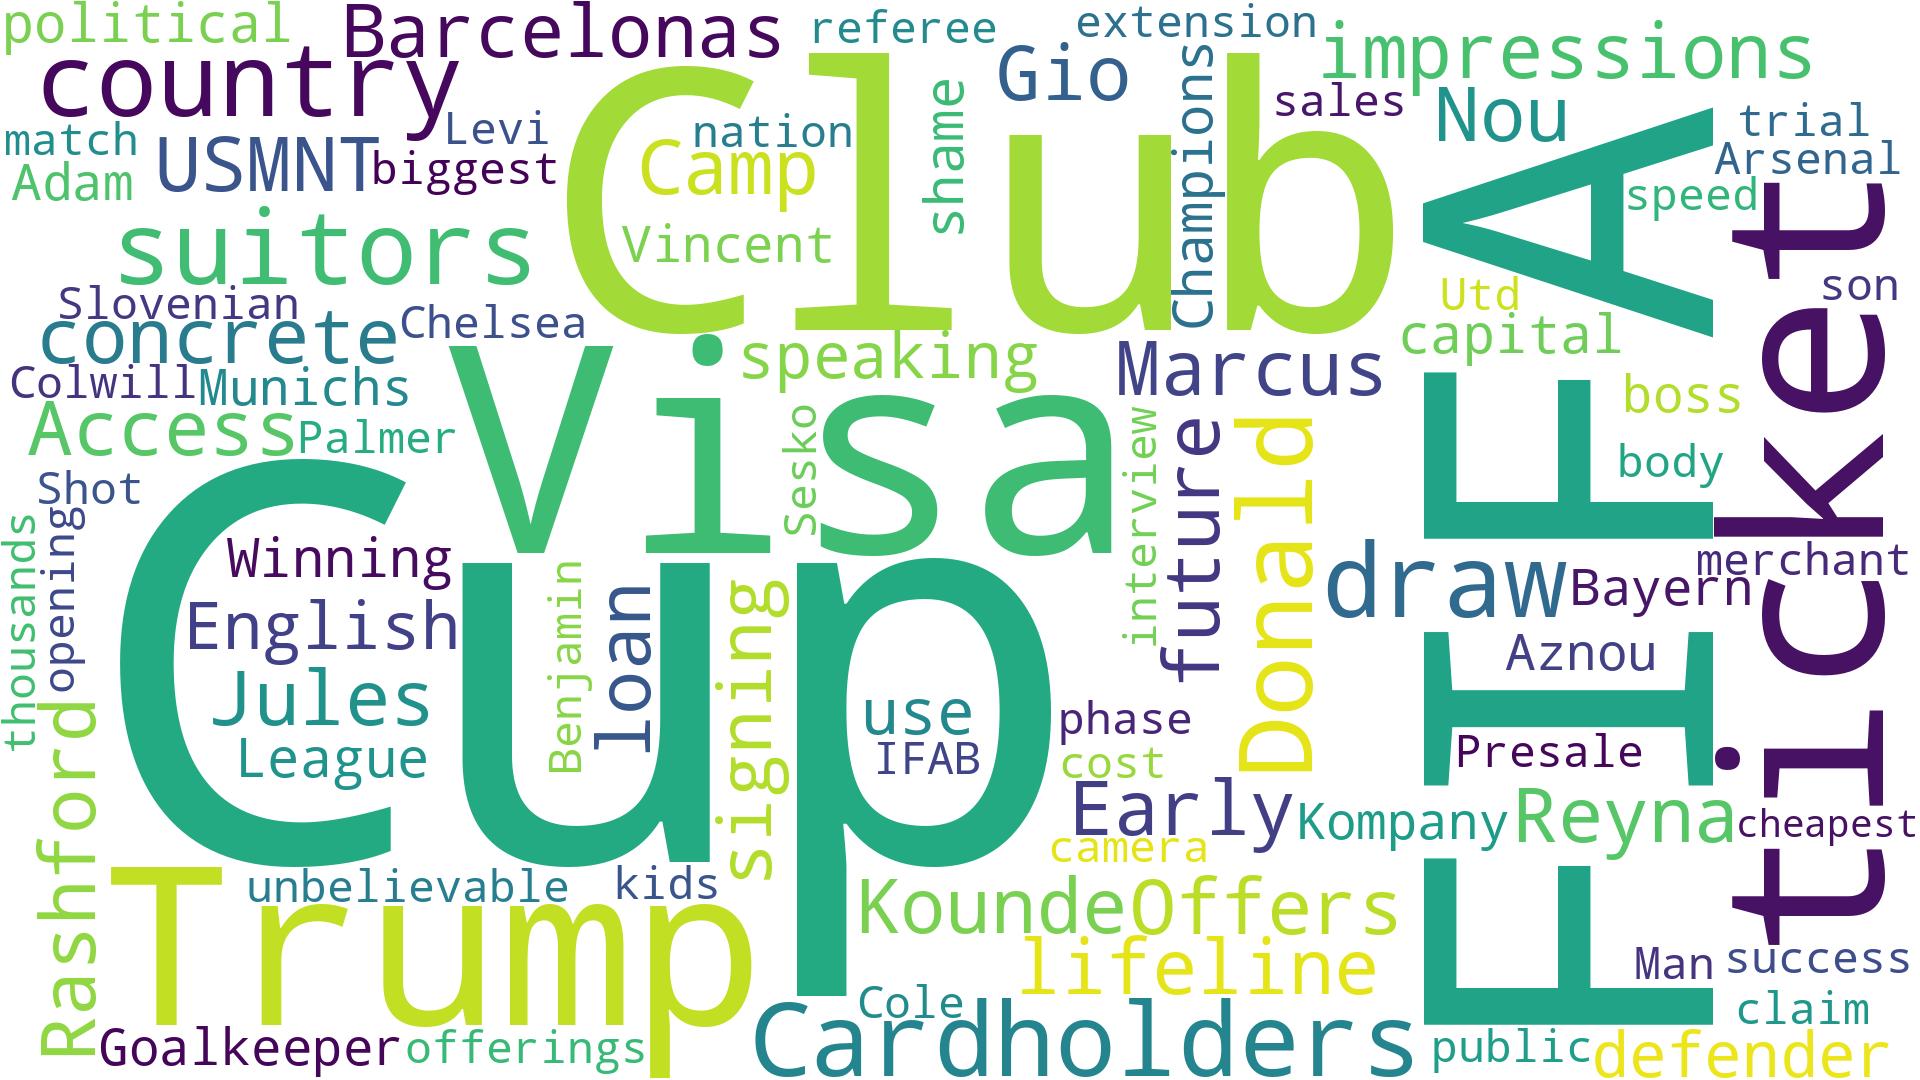 political
Barcelonas
referee
extension
impressions
country
Gio
Champions
sales
Nou
trial
match
Levi
nation
shame
Arsenal
Adam
USMNT
biggest
Camp
Club
speed
suitors
Vincent
FIFA
ticket
Slovenian
Utd
son
concrete
Chelsea
speaking
capital
Colwill
Munichs
Visa
Marcus
boss
Access
Palmer
Sesko
interview
future
Donald
body
Shot
opening
thousands
Winning
Cup
Benjamin
loan
signing
draw
Bayern
merchant
English
Aznou
Jules
use
phase
League
IFAB
cost
Presale
Rashford
Early
Kompany
Reyna
cheapest
camera
Trump
unbelievable
kids
Kounde
Offers
lifeline
Man
success
Cole
Cardholders
claim
Goalkeeper
offerings
public
defender